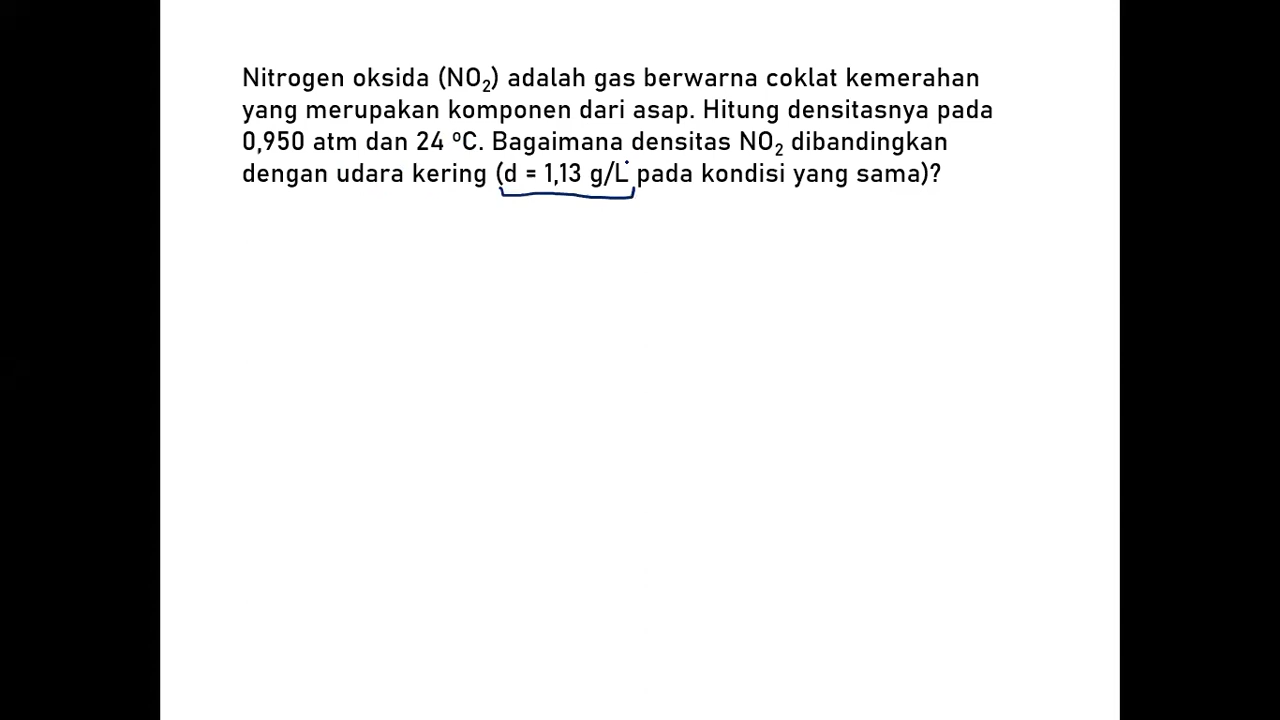 Nitrogen oksida (NO₂) adalah gas berwarna coklat kemerahan
yang merupakan komponen dari asap. Hitung densitasnya pada
0,950 atm dan 24 ºC. Bagaimana densitas NO₂ dibandingkan
dengan udara kering (d = 1,13 g/L pada kondisi yang sama)?